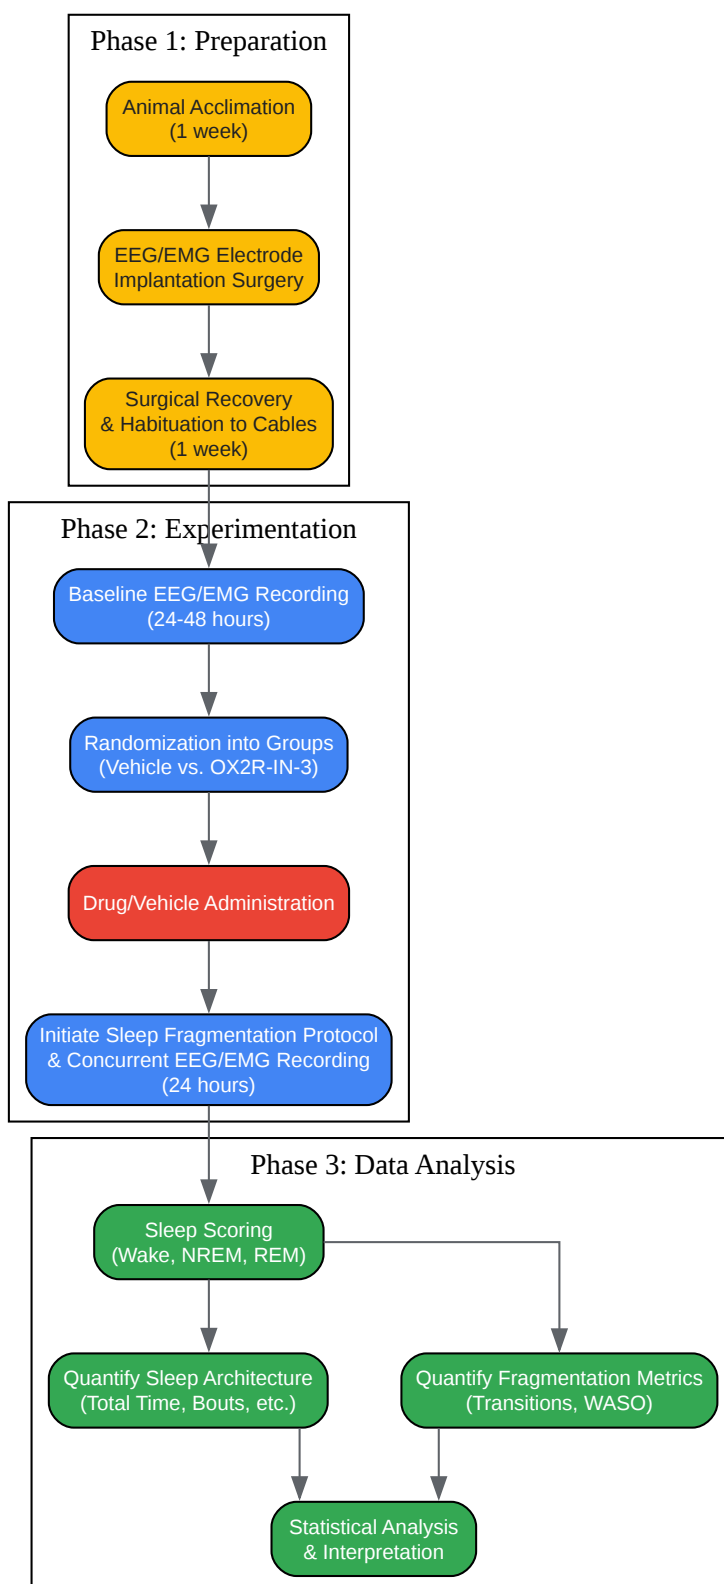 Phase 1: Preparation
Animal Acclimation
(1 week)
EEG/EMG Electrode
Implantation Surgery
Surgical Recovery
& Habituation to Cables
(1 week)
Phase 2: Experimentation
Baseline EEG/EMG Recording
(24-48 hours)
Randomization into Groups
(Vehicle vs. OX2R-IN-3)
Drug/Vehicle Administration
Initiate Sleep Fragmentation Protocol
& Concurrent EEG/EMG Recording
(24 hours)
Phase 3: Data Analysis
Sleep Scoring
(Wake, NREM, REM)
Quantify Sleep Architecture
(Total Time, Bouts, etc.)
Quantify Fragmentation Metrics
(Transitions, WASO)
Statistical Analysis
& Interpretation